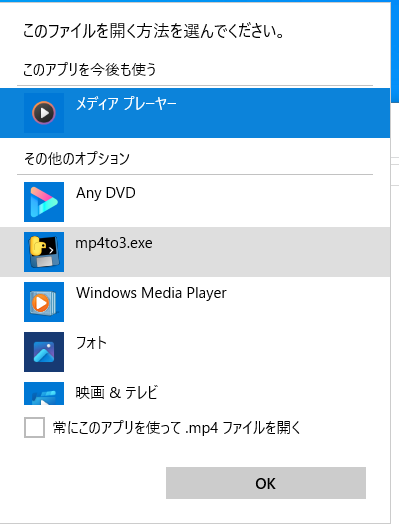 このファイルを開く方法を選んでください。
このアプリを今後も使う
メディア プレーヤー
その他のオプション
Any DVD
mp4to3.exe
Windows Media Player
フォト
映画 & テレビ
常にこのアプリを使って .mp4 ファイルを開く
OK